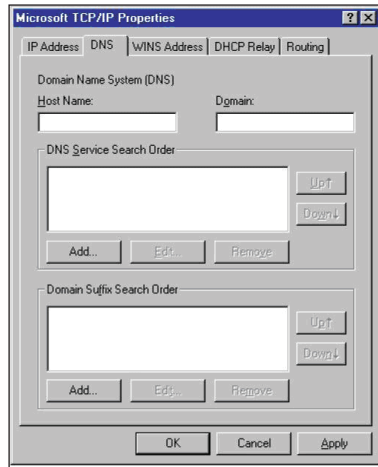 Microsoft TCP/IP Properties
IP Address DNS WINS Address DHCP Relay Routing
Domain Name System (DNS)
Host Name: Domain:
DNS Service Search Order
Up↑
Down↓
Add... Edit... Remove
Domain Suffix Search Order
Up↑
Down↓
Add... Edit... Remove
OK Cancel Apply